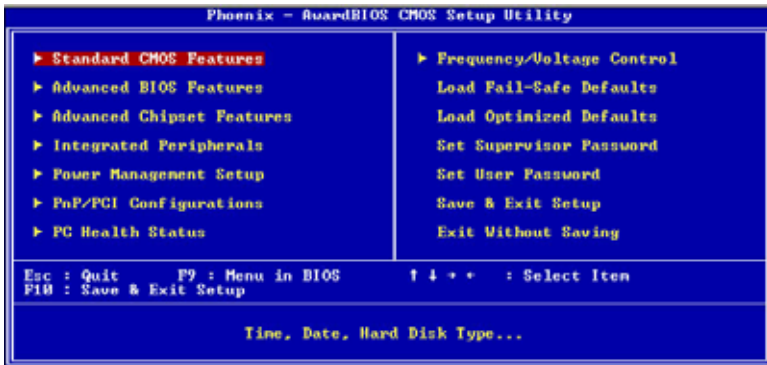 Phoenix - AwardBIOS CMOS Setup Utility
▶ Standard CMOS Features
▶ Advanced BIOS Features
▶ Advanced Chipset Features
▶ Integrated Peripherals
▶ Power Management Setup
▶ PnP/PCI Configurations
▶ PC Health Status
▶ Frequency/Voltage Control
Load Fail-Safe Defaults
Load Optimized Defaults
Set Supervisor Password
Set User Password
Save & Exit Setup
Exit Without Saving
Esc : Quit F9 : Menu in BIOS ↑ ↓ → ← : Select Item
F10 : Save & Exit Setup
Time, Date, Hard Disk Type...